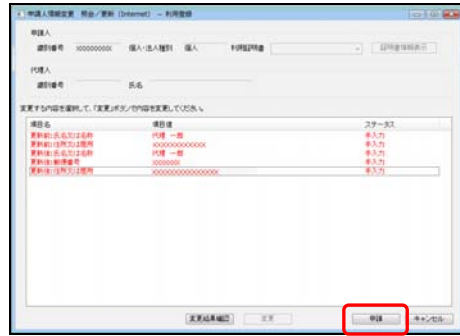 申請人情報変更 照会/更新 (Internet) － 利用登録
申請人
識別番号 xxxxxxxxxx 個人・法人種別 個人 利用証明書 証明書情報表示
代理人
識別番号 氏名
変更する内容を選択して、「変更」ボタンで内容を変更してください。
項目名 項目値 ステータス
更新前:氏名又は名称 代理 一郎 手入力
更新前:住所又は居所 xxxxxxxxxxxxx 手入力
更新後:氏名又は名称 代理 一郎 手入力
更新後:郵便番号 xxxxxxx 手入力
更新後:住所又は居所 xxxxxxxxxxxxxxx 手入力
変更結果確認 変更 申請 キャンセル